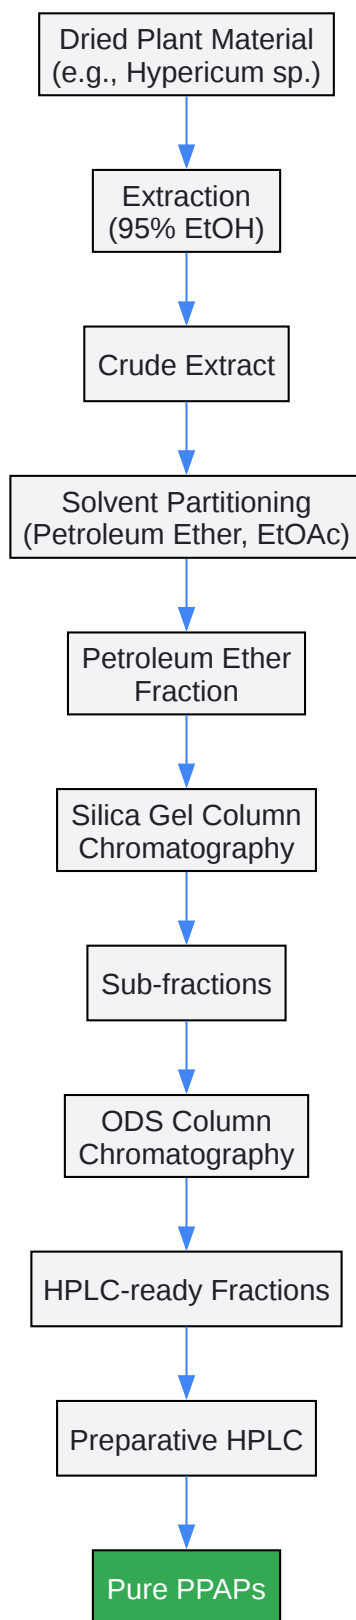 Dried Plant Material
(e.g., Hypericum sp.)
Extraction
(95% EtOH)
Crude Extract
Solvent Partitioning
(Petroleum Ether, EtOAc)
Petroleum Ether
Fraction
Silica Gel Column
Chromatography
Sub-fractions
ODS Column
Chromatography
HPLC-ready Fractions
Preparative HPLC
Pure PPAPs